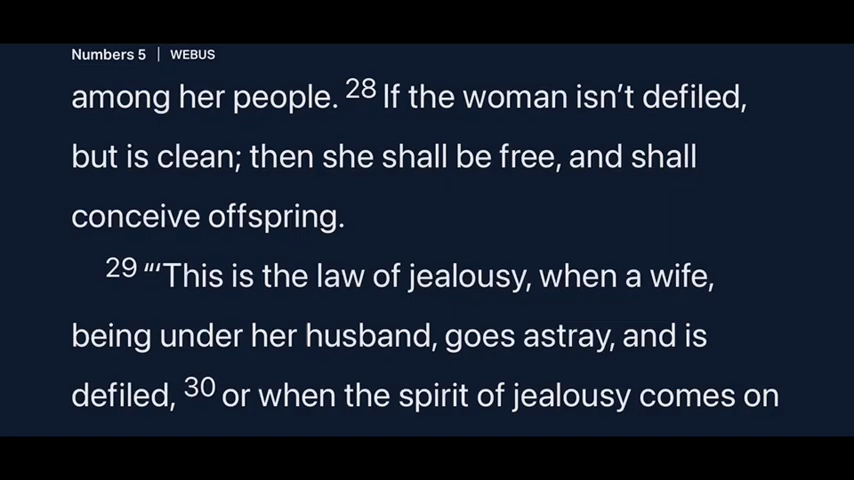 Numbers 5 | WEBUS
among her people. 28 If the woman isn’t defiled,
but is clean; then she shall be free, and shall
conceive offspring.
29 “‘This is the law of jealousy, when a wife,
being under her husband, goes astray, and is
defiled, 30 or when the spirit of jealousy comes on